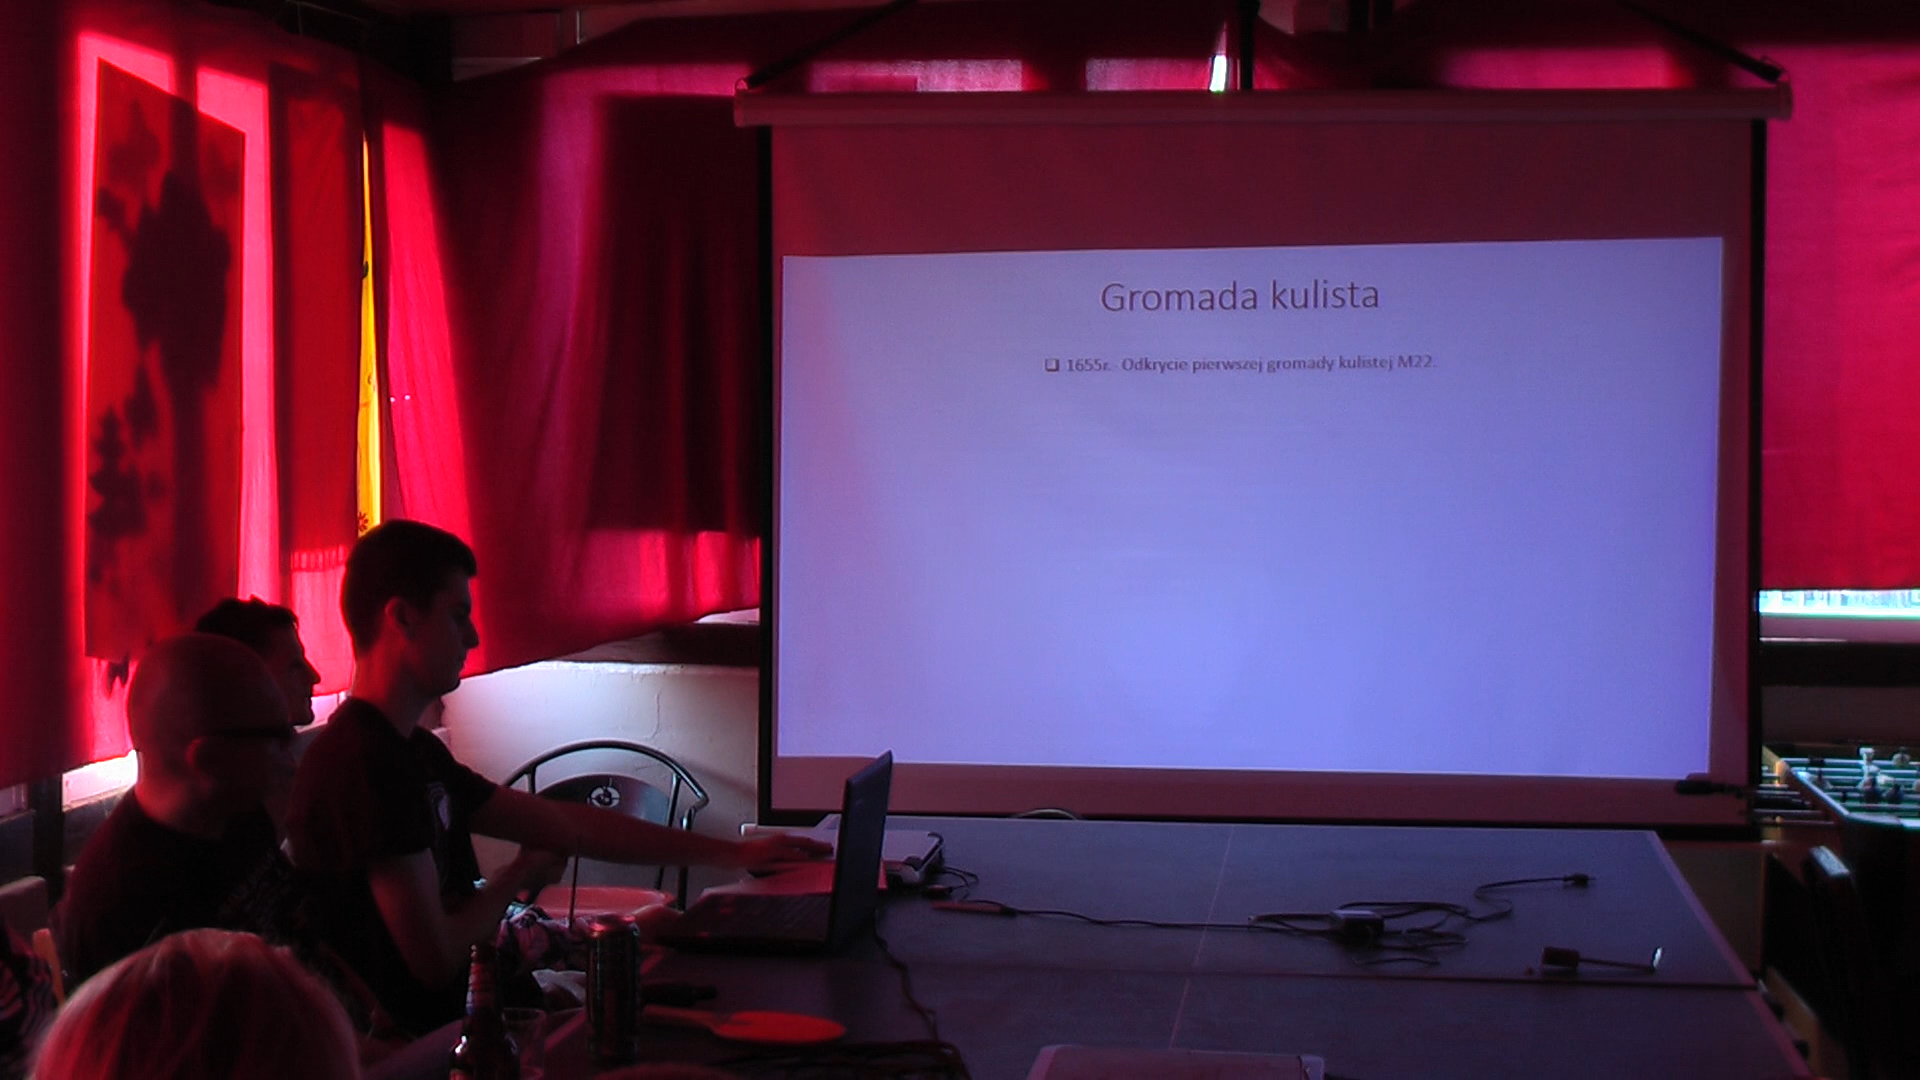 Gromada kulista
❑ 1655r. - Odkrycie pierwszej gromady kulistej M22.